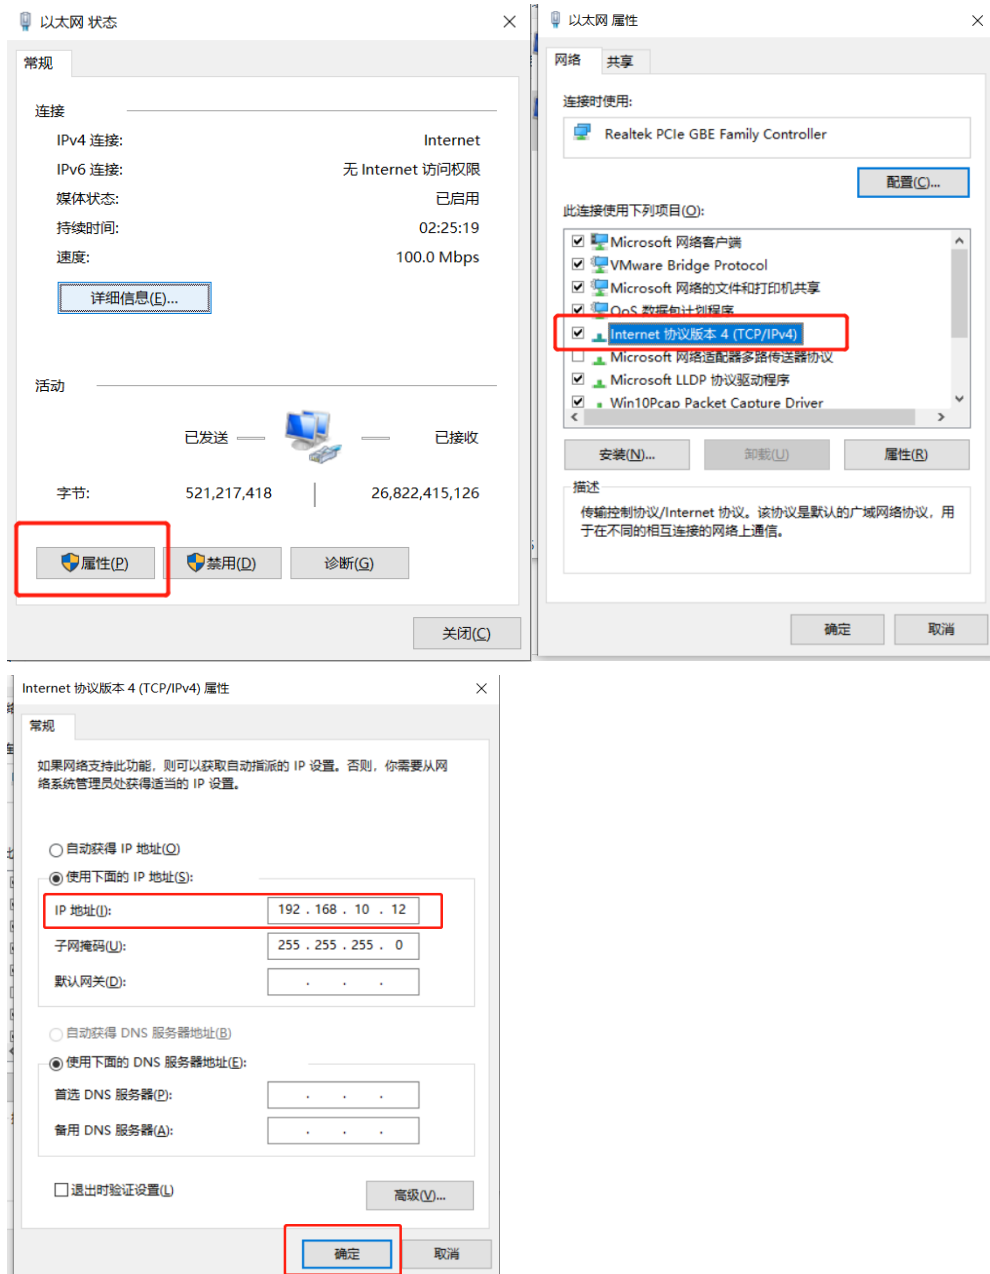 以太网 状态
常规
连接
IPv4 连接: Internet
IPv6 连接: 无 Internet 访问权限
媒体状态: 已启用
持续时间: 02:25:19
速度: 100.0 Mbps
详细信息(E)...
活动
已发送 已接收
字节: 521,217,418 26,822,415,126
属性(P) 禁用(D) 诊断(G)
关闭(C)
以太网 属性
网络 共享
连接时使用:
Realtek PCIe GBE Family Controller
配置(C)...
此连接使用下列项目(O):
Microsoft 网络客户端
VMware Bridge Protocol
Microsoft 网络的文件和打印机共享
QoS 数据包计划程序
Internet 协议版本 4 (TCP/IPv4)
Microsoft 网络适配器多路传送器协议
Microsoft LLDP 协议驱动程序
Win10Pcap Packet Capture Driver
安装(N)... 卸载(U) 属性(R)
描述
传输控制协议/Internet 协议。该协议是默认的广域网络协议，用
于在不同的相互连接的网络上通信。
确定 取消
Internet 协议版本 4 (TCP/IPv4) 属性
常规
如果网络支持此功能，则可以获取自动指派的 IP 设置。否则，你需要从网
络系统管理员处获得适当的 IP 设置。
自动获得 IP 地址(O)
使用下面的 IP 地址(S):
IP 地址(I): 192 . 168 . 10 . 12
子网掩码(U): 255 . 255 . 255 . 0
默认网关(D): . . .
自动获得 DNS 服务器地址(B)
使用下面的 DNS 服务器地址(E):
首选 DNS 服务器(P): . . .
备用 DNS 服务器(A): . . .
退出时验证设置(L)
高级(V)...
确定 取消